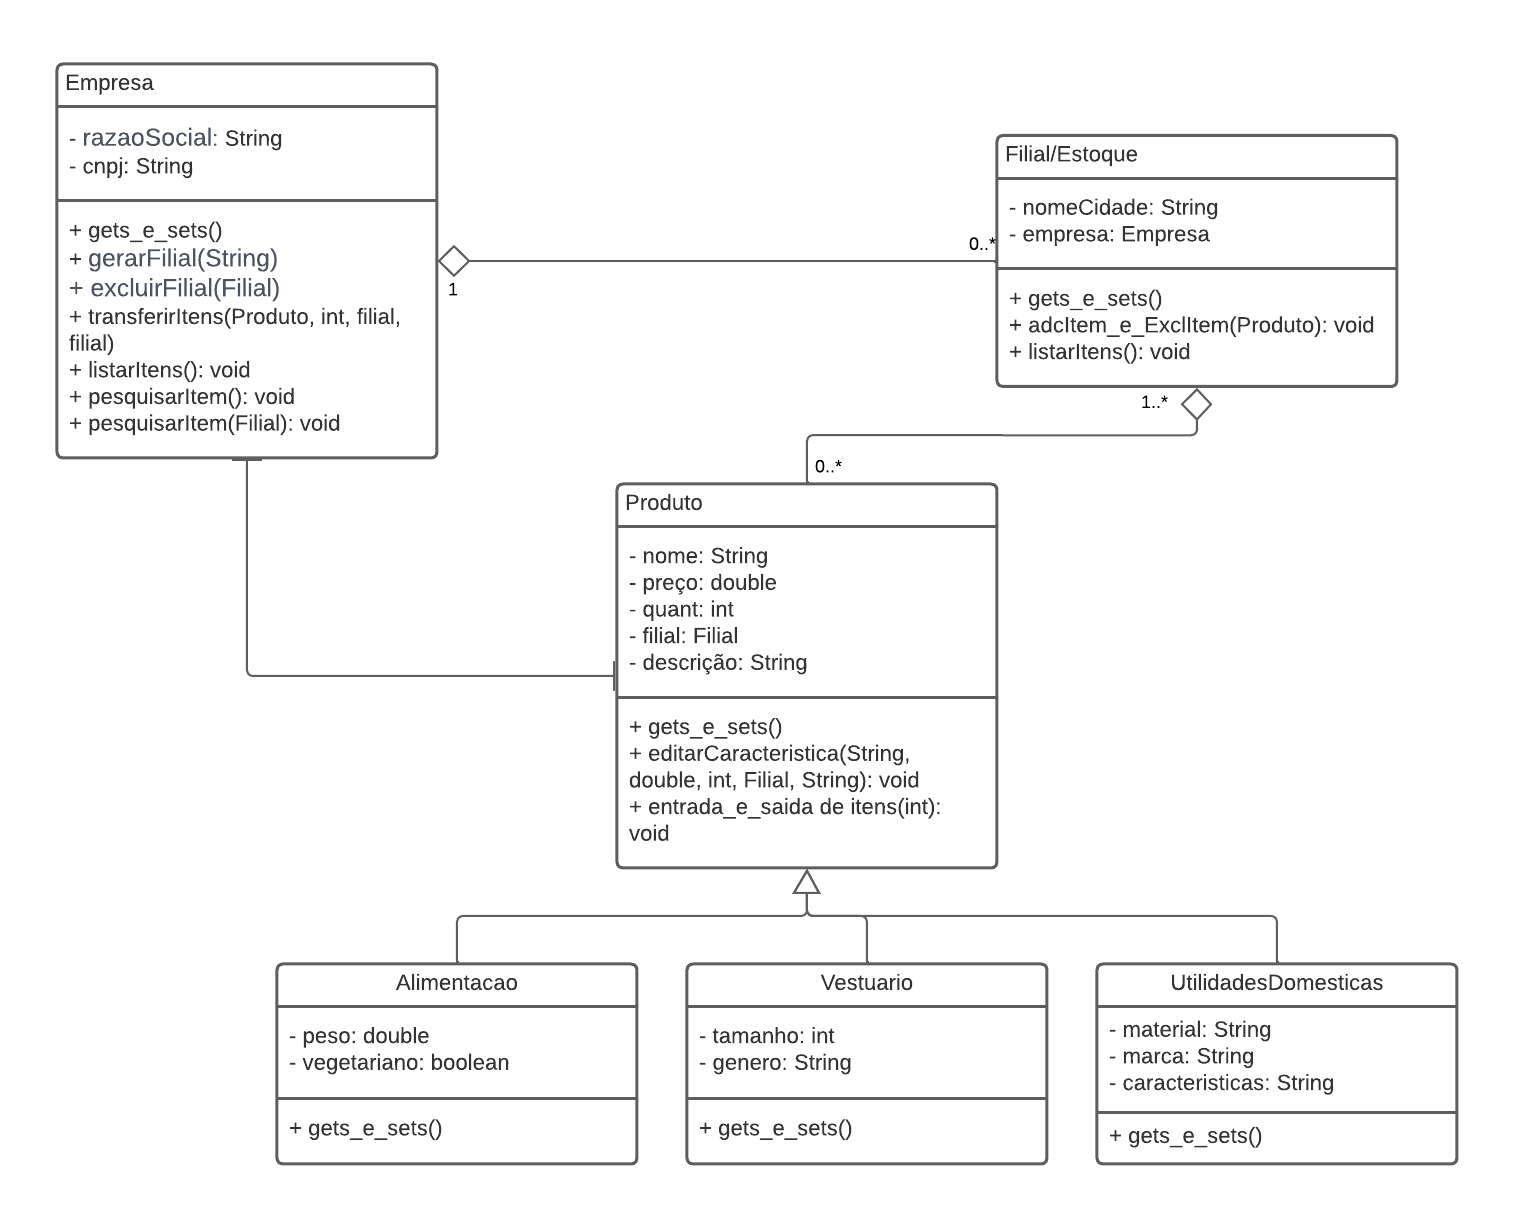 Empresa
- razaoSocial: String
- cnpj: String
+ gets_e_sets()
+ gerarFilial(String)
+ excluirFilial(Filial)
+ transferirItens(Produto, int, filial,
filial)
+ listarItens(): void
+ pesquisarItem(): void
+ pesquisarItem(Filial): void
1
0..*
Filial/Estoque
- nomeCidade: String
- empresa: Empresa
+ gets_e_sets()
+ adcItem_e_ExclItem(Produto): void
+ listarItens(): void
1..*
0..*
Produto
- nome: String
- preço: double
- quant: int
- filial: Filial
- descrição: String
+ gets_e_sets()
+ editarCaracteristica(String,
double, int, Filial, String): void
+ entrada_e_saida de itens(int):
void
Alimentacao
- peso: double
- vegetariano: boolean
+ gets_e_sets()
Vestuario
- tamanho: int
- genero: String
+ gets_e_sets()
UtilidadesDomesticas
- material: String
- marca: String
- caracteristicas: String
+ gets_e_sets()